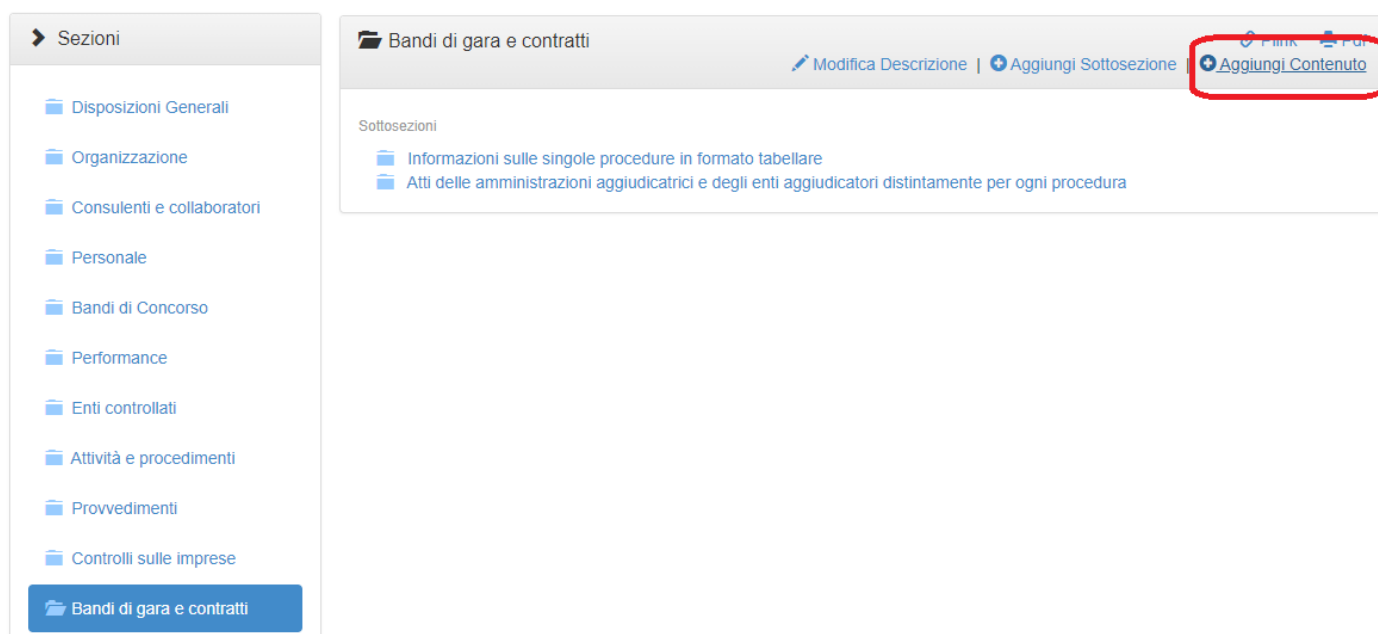 Sezioni
Disposizioni Generali
Organizzazione
Consulenti e collaboratori
Personale
Bandi di Concorso
Performance
Enti controllati
Attività e procedimenti
Provvedimenti
Controlli sulle imprese
Bandi di gara e contratti
Bandi di gara e contratti
Modifica Descrizione | Aggiungi Sottosezione | Aggiungi Contenuto
Sottosezioni
Informazioni sulle singole procedure in formato tabellare
Atti delle amministrazioni aggiudicatrici e degli enti aggiudicatori distintamente per ogni procedura